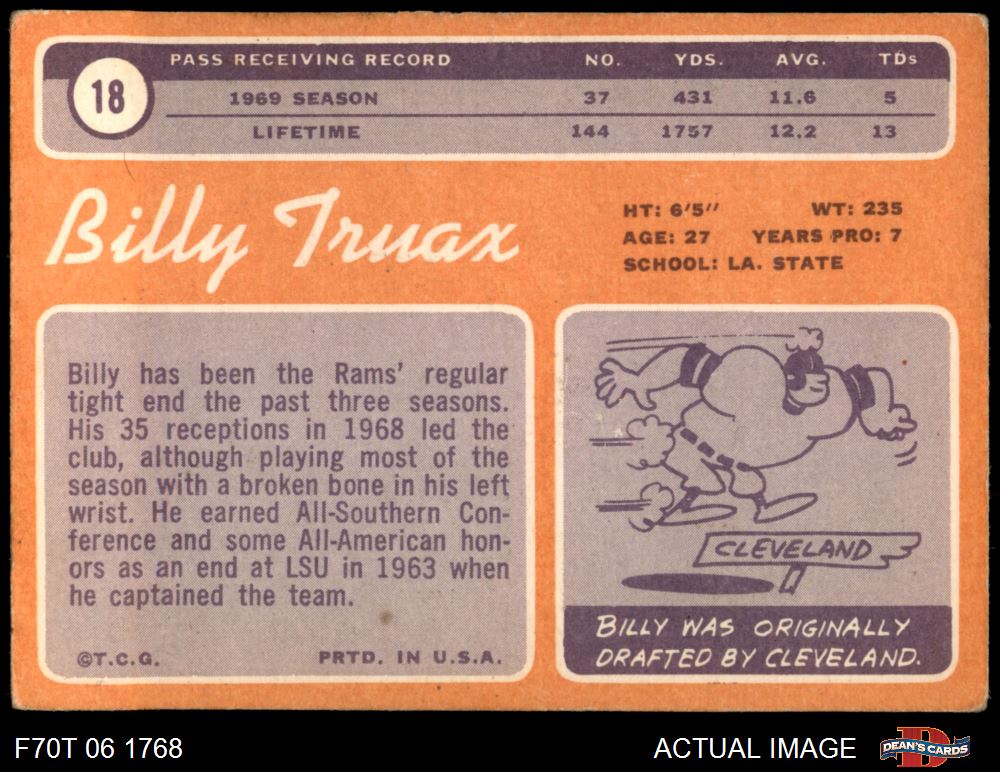 18
PASS RECEIVING RECORD NO. YDS. AVG. TDs
1969 SEASON 37 431 11.6 5
LIFETIME 144 1757 12.2 13
Billy Truax
HT: 6'5" WT: 235
AGE: 27 YEARS PRO: 7
SCHOOL: LA. STATE
Billy has been the Rams' regular
tight end the past three seasons.
His 35 receptions in 1968 led the
club, although playing most of the
season with a broken bone in his left
wrist. He earned All-Southern Con-
ference and some All-American hon-
ors as an end at LSU in 1963 when
he captained the team.
©T.C.G. PRTD. IN U.S.A.
CLEVELAND
BILLY WAS ORIGINALLY
DRAFTED BY CLEVELAND.
F70T 06 1768
ACTUAL IMAGE
D
DEAN'S CARDS